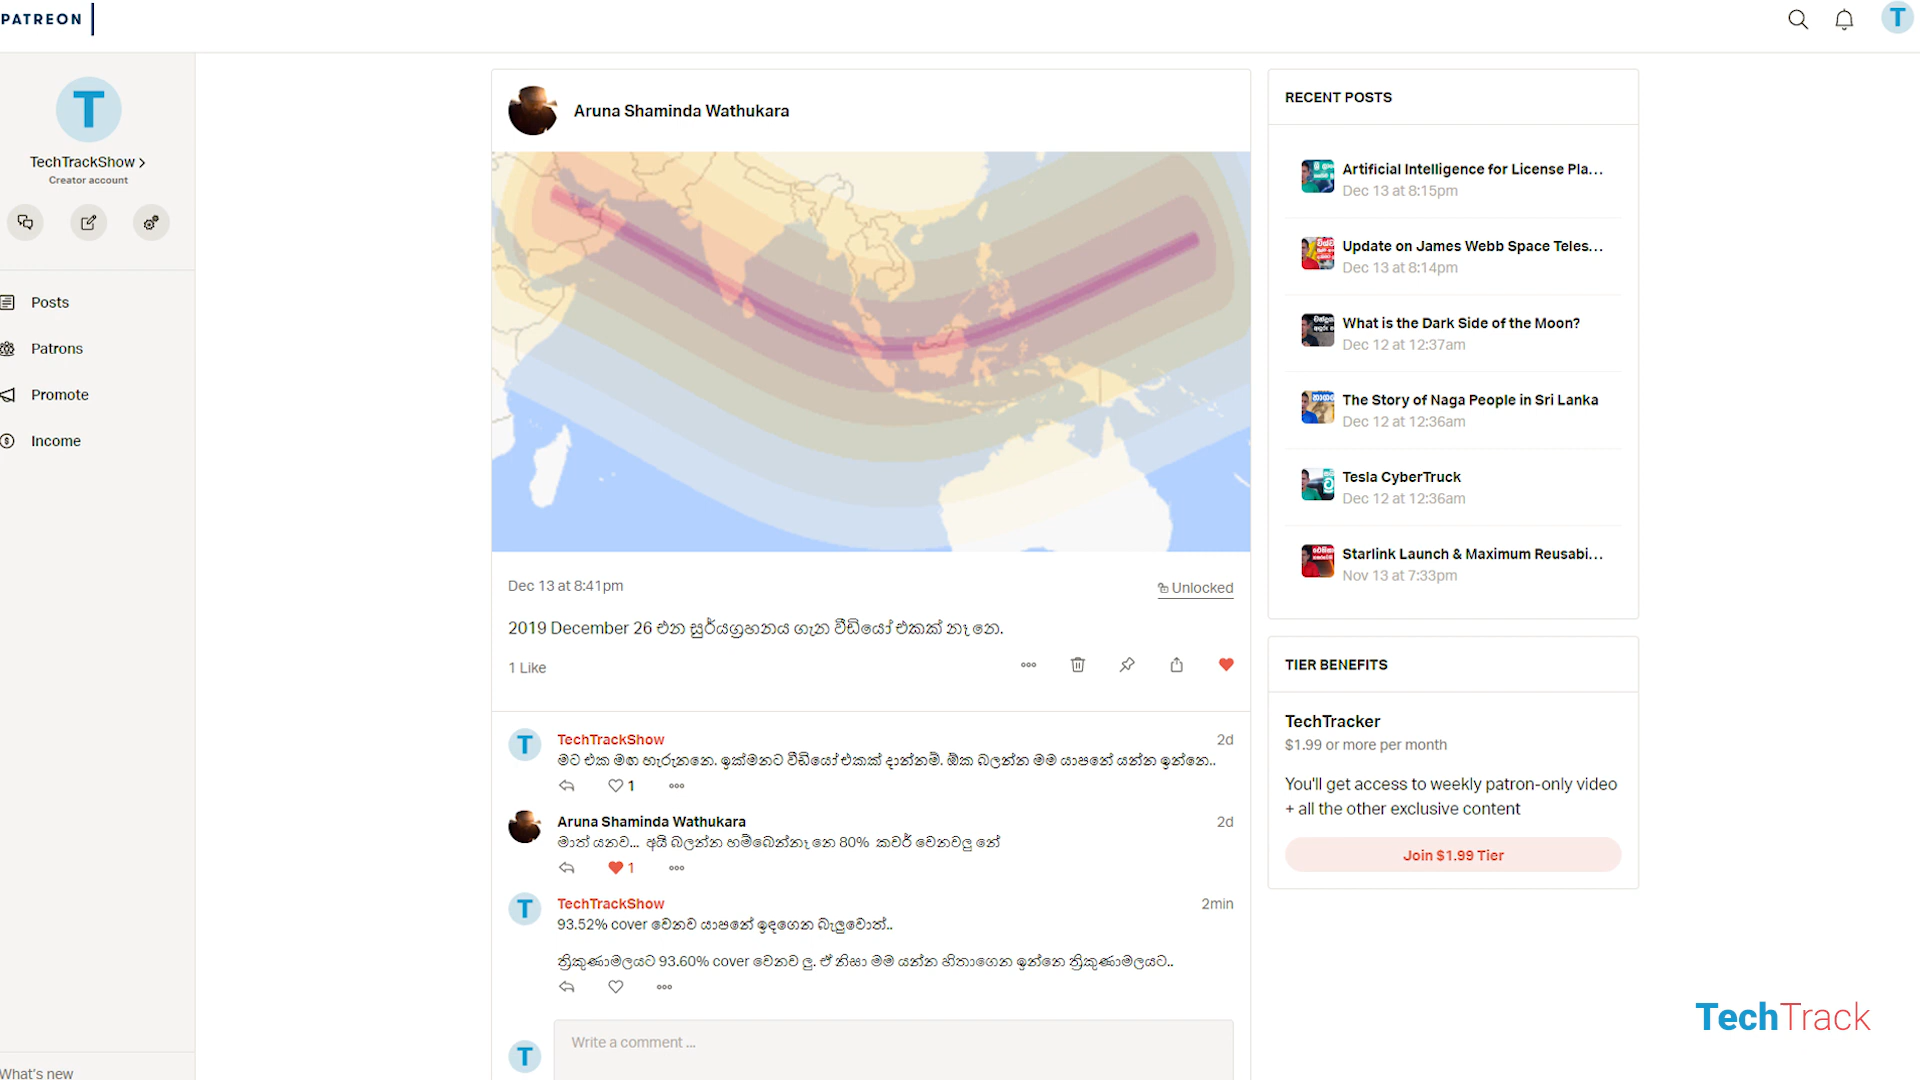 PATREON
T
T
TechTrackShow
Creator account
Posts
Patrons
Promote
Income
What's new
Aruna Shaminda Wathukara
Dec 13 at 8:41pm
Unlocked
2019 December 26 එන සුර්යග්‍රහනය ගැන වීඩියෝ එකක් නෑ නෙ.
1 Like
T
TechTrackShow
2d
මට එක මඟ හැරුනනෙ. ඉක්මනට වීඩියෝ එකක් දාන්නම්. ඕක බලන්න මම යාපනේ යන්න ඉන්නෙ..
1
Aruna Shaminda Wathukara
2d
මාත් යනව... අයි බලන්න හම්බෙන්නෑ නෙ 80% කවර් වෙනවලු නේ
1
T
TechTrackShow
2min
93.52% cover වෙනව යාපනේ ඉඳගෙන බැලුවොත්..
ත්‍රිකුණාමලයට 93.60% cover වෙනව ලු. ඒ නිසා මම යන්න හිතාගෙන ඉන්නෙ ත්‍රිකුණාමලයට..
T
Write a comment ...
RECENT POSTS
Artificial Intelligence for License Pla...
Dec 13 at 8:15pm
Update on James Webb Space Teles...
Dec 13 at 8:14pm
What is the Dark Side of the Moon?
Dec 12 at 12:37am
The Story of Naga People in Sri Lanka
Dec 12 at 12:36am
Tesla CyberTruck
Dec 12 at 12:36am
Starlink Launch & Maximum Reusabi...
Nov 13 at 7:33pm
TIER BENEFITS
TechTracker
$1.99 or more per month
You'll get access to weekly patron-only video
+ all the other exclusive content
Join $1.99 Tier
TechTrack